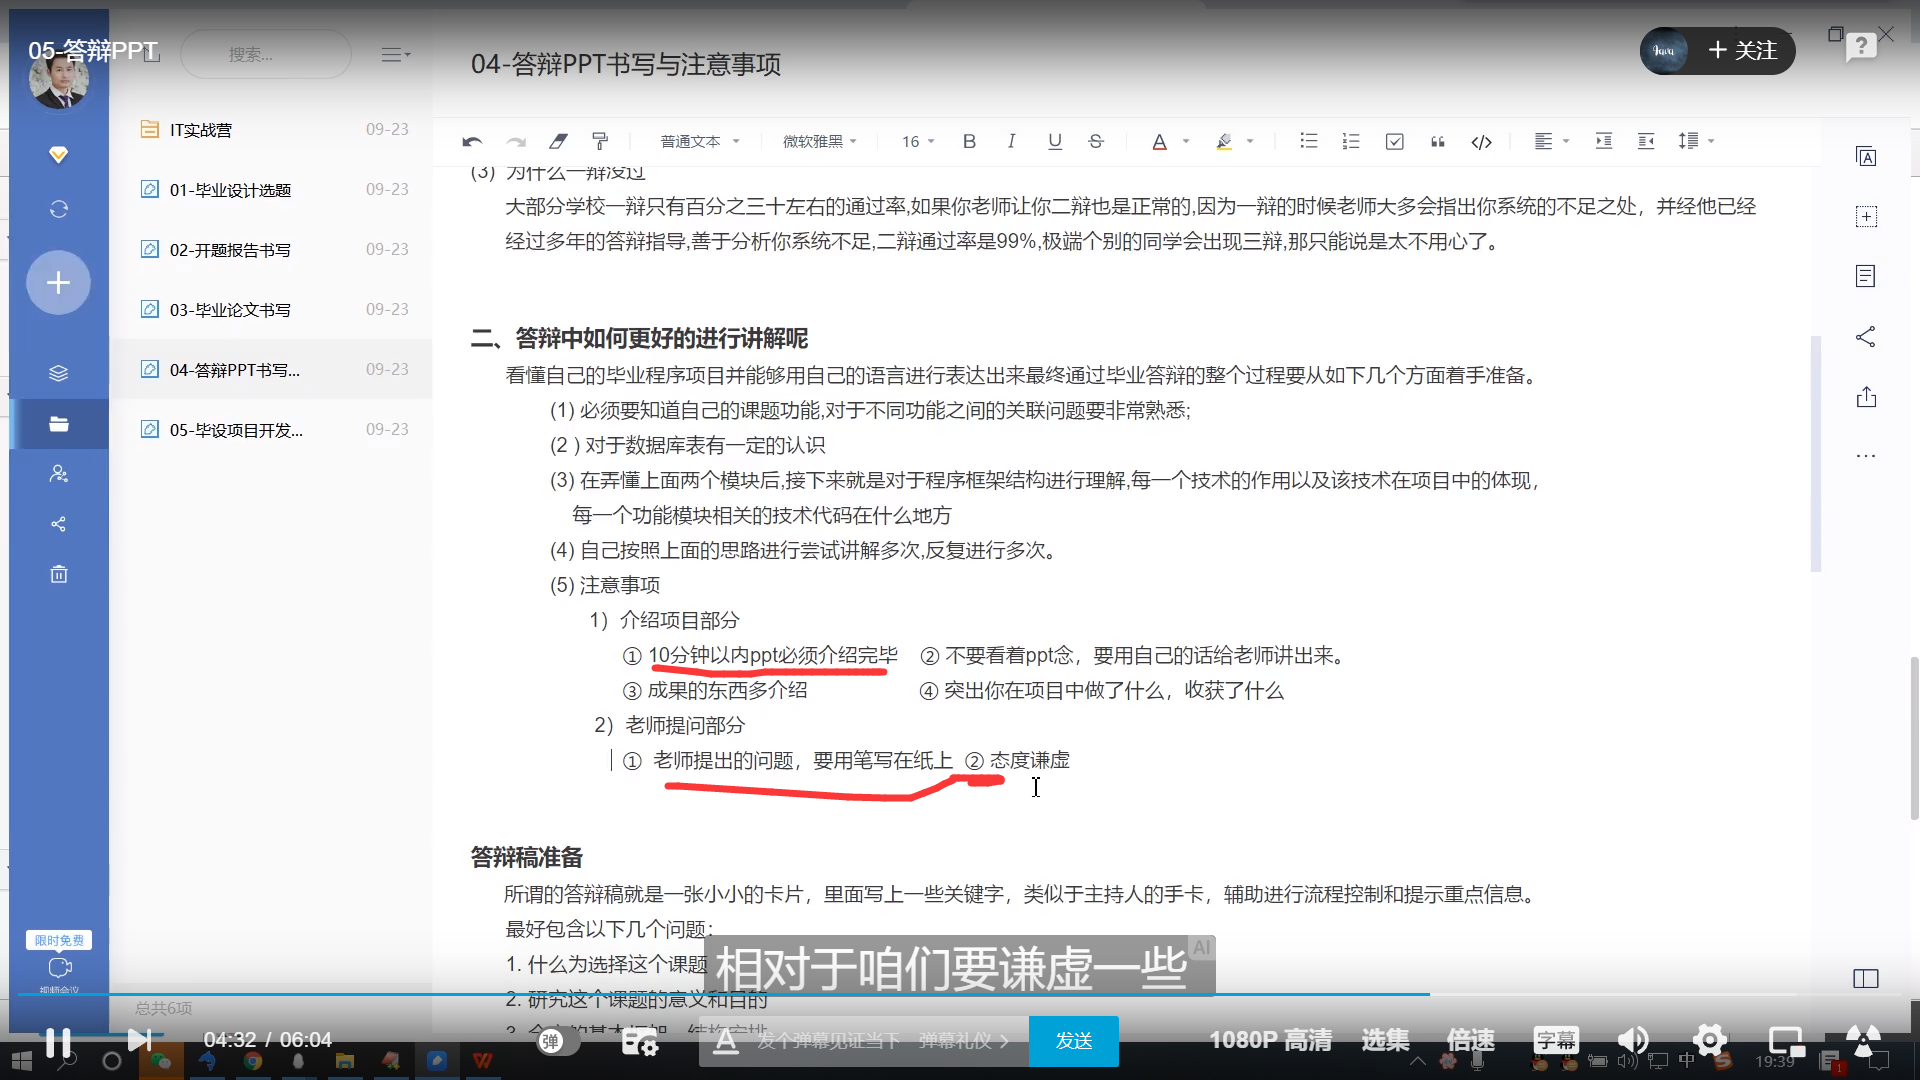 05-答辩PPT
搜索...
04-答辩PPT书写与注意事项
Java
关注
IT实战营 09-23
01-毕业设计选题 09-23
02-开题报告书写 09-23
03-毕业论文书写 09-23
04-答辩PPT书写... 09-23
05-毕设项目开发... 09-23
总共6项
限时免费
视频会议
普通文本 微软雅黑 16 B I U S A
(3) 为什么一辩没过
大部分学校一辩只有百分之三十左右的通过率,如果你老师让你二辩也是正常的,因为一辩的时候老师大多会指出你系统的不足之处，并经他已经
经过多年的答辩指导,善于分析你系统不足,二辩通过率是99%,极端个别的同学会出现三辩,那只能说是太不用心了。
二、答辩中如何更好的进行讲解呢
看懂自己的毕业程序项目并能够用自己的语言进行表达出来最终通过毕业答辩的整个过程要从如下几个方面着手准备。
(1) 必须要知道自己的课题功能,对于不同功能之间的关联问题要非常熟悉;
(2 ) 对于数据库表有一定的认识
(3) 在弄懂上面两个模块后,接下来就是对于程序框架结构进行理解,每一个技术的作用以及该技术在项目中的体现，
每一个功能模块相关的技术代码在什么地方
(4) 自己按照上面的思路进行尝试讲解多次,反复进行多次。
(5) 注意事项
1）介绍项目部分
① 10分钟以内ppt必须介绍完毕 ② 不要看着ppt念，要用自己的话给老师讲出来。
③ 成果的东西多介绍 ④ 突出你在项目中做了什么，收获了什么
2）老师提问部分
① 老师提出的问题，要用笔写在纸上 ② 态度谦虚
答辩稿准备
所谓的答辩稿就是一张小小的卡片，里面写上一些关键字，类似于主持人的手卡，辅助进行流程控制和提示重点信息。
最好包含以下几个问题：
1. 什么为选择这个课题
2. 研究这个课题的意义和目的
相对于咱们要谦虚一些
AI
04:32 / 06:04
弹
发个弹幕见证当下 弹幕礼仪 >
发送
1080P 高清 选集 倍速 字幕
中
19:39
1